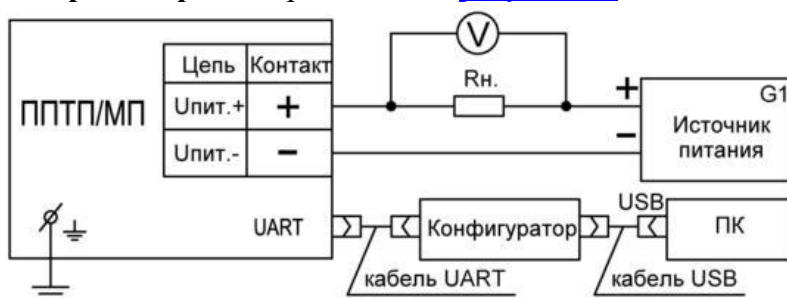 V
Rн.
Цепь Контакт
ППТП/МП
Uпит.+ +
Uпит.- −
+
−
G1
Источник
питания
UART
Конфигуратор
USB
ПК
кабель UART
кабель USB